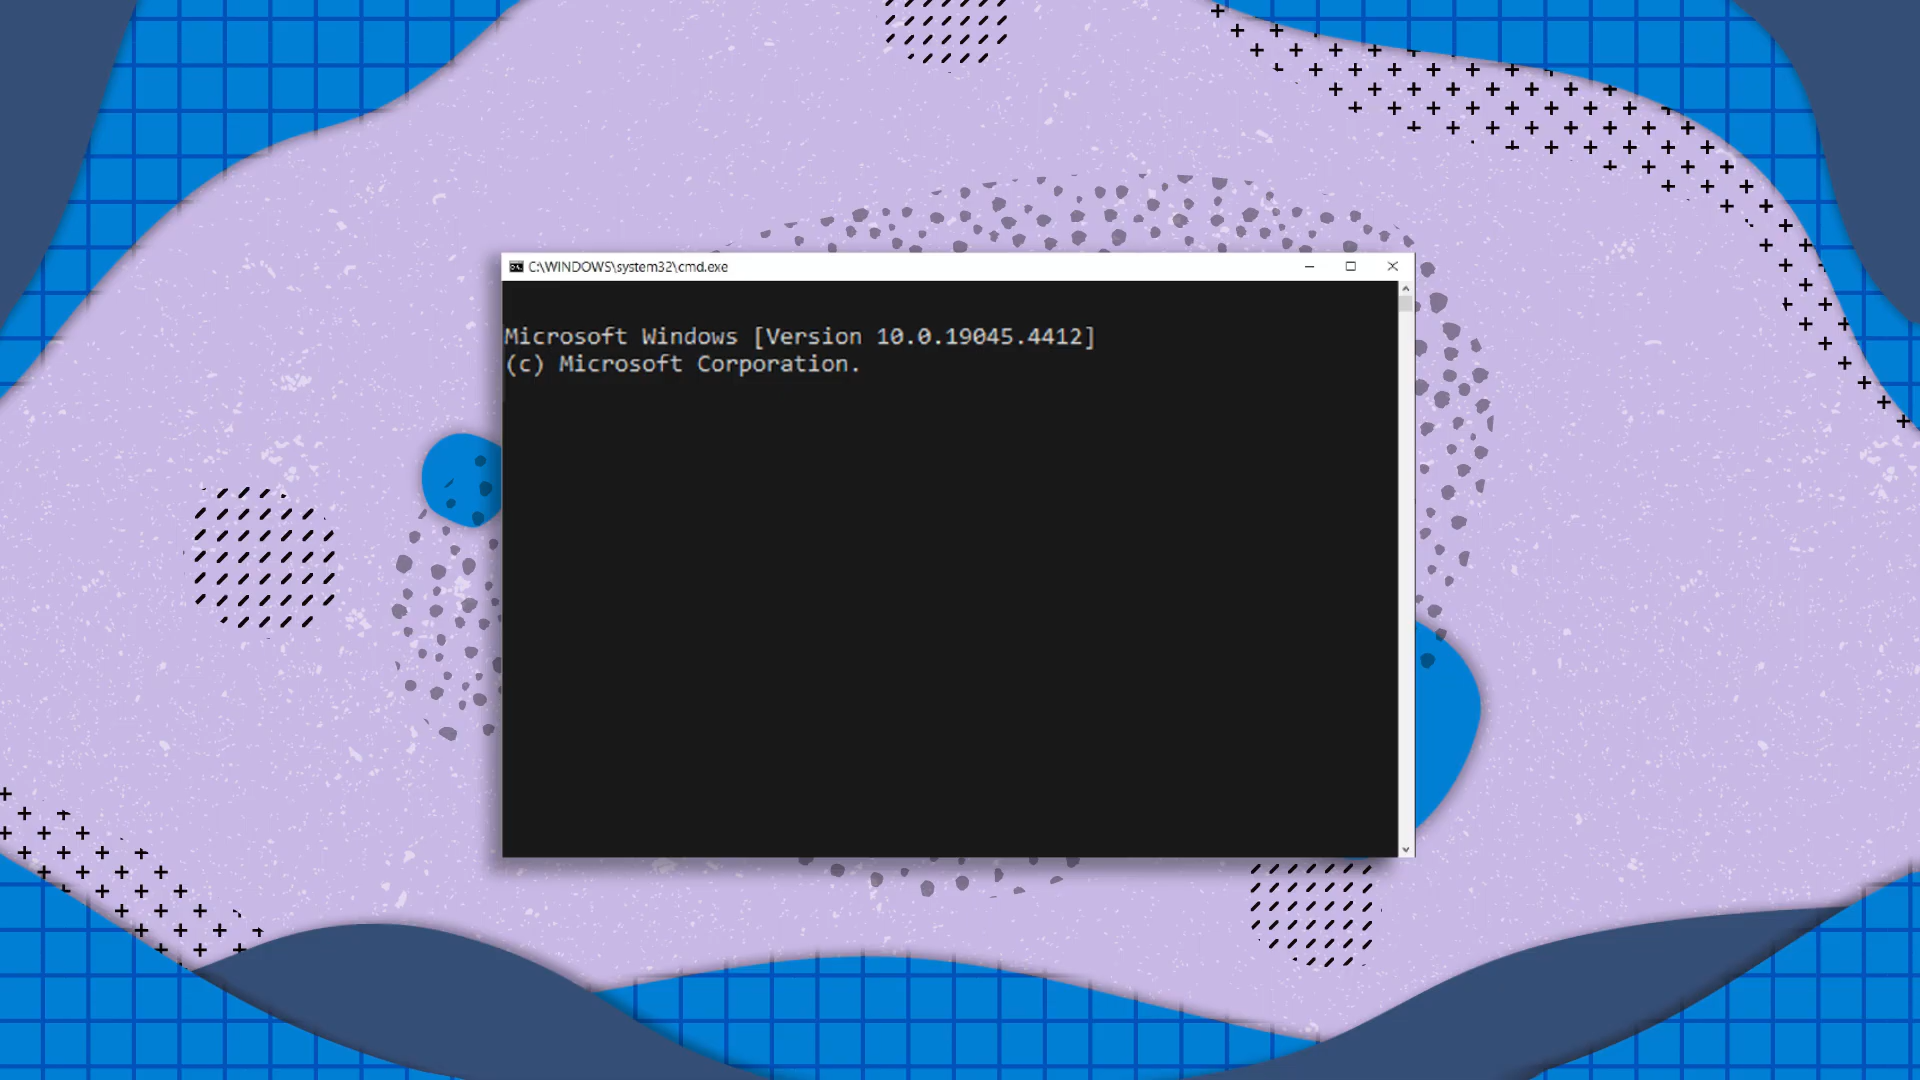 C:\WINDOWS\system32\cmd.exe
Microsoft Windows [Version 10.0.19045.4412]
(c) Microsoft Corporation.